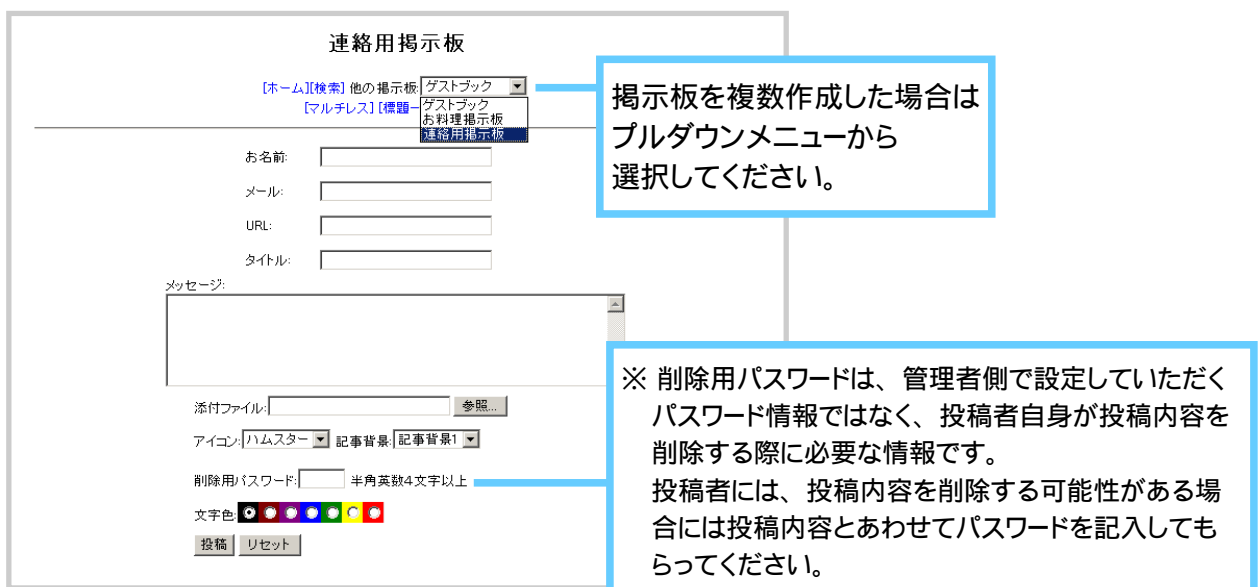 連絡用掲示板
[ホーム][検索] 他の掲示板: ゲストブック
[マルチレス] [標題一
ゲストブック
お料理掲示板
連絡用掲示板
掲示板を複数作成した場合は
プルダウンメニューから
選択してください。
お名前:
メール:
URL:
タイトル:
メッセージ:
添付ファイル: 参照...
アイコン: ハムスター 記事背景: 記事背景1
削除用パスワード: 半角英数4文字以上
文字色:
投稿 リセット
※ 削除用パスワードは、管理者側で設定していただく
パスワード情報ではなく、投稿者自身が投稿内容を
削除する際に必要な情報です。
投稿者には、投稿内容を削除する可能性がある場
合には投稿内容とあわせてパスワードを記入しても
らってください。